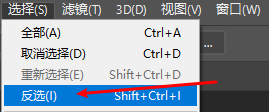 选择(S) 滤镜(T) 3D(D) 视图(V) 窗口(W)
全部(A) Ctrl+A
取消选择(D) Ctrl+D
重新选择(E) Shift+Ctrl+D
反选(I) Shift+Ctrl+I
...